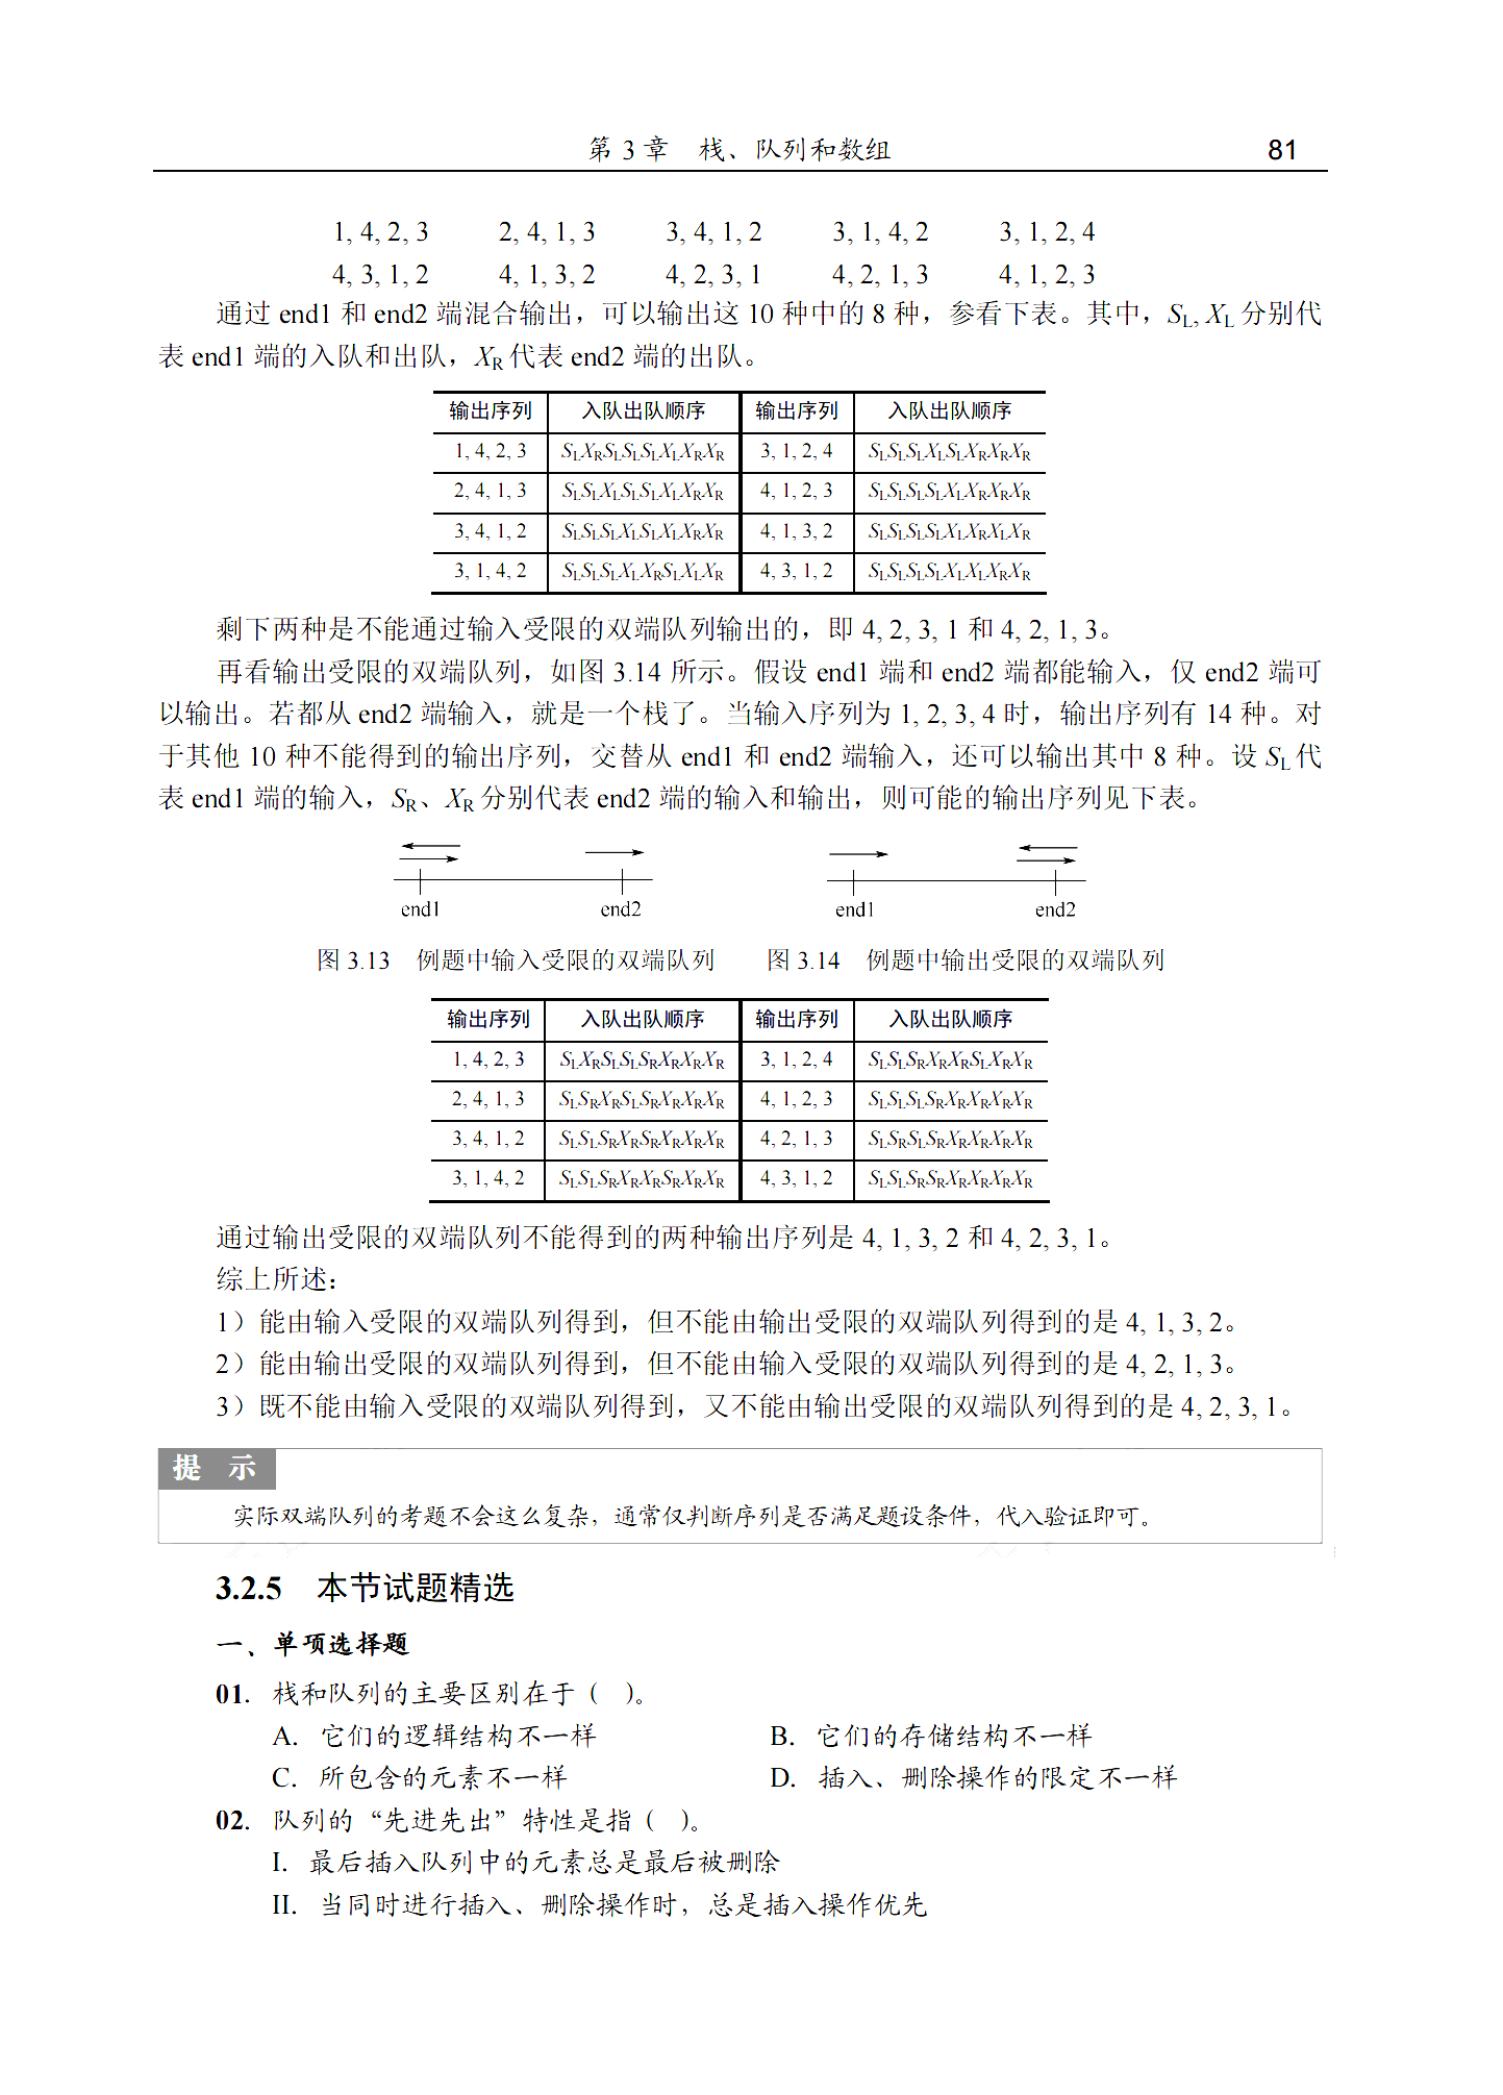 第 3 章 栈、队列和数组 81
1, 4, 2, 3 2, 4, 1, 3 3, 4, 1, 2 3, 1, 4, 2 3, 1, 2, 4
4, 3, 1, 2 4, 1, 3, 2 4, 2, 3, 1 4, 2, 1, 3 4, 1, 2, 3
通过 end1 和 end2 端混合输出，可以输出这 10 种中的 8 种，参看下表。其中，SL, XL 分别代
表 end1 端的入队和出队，XR 代表 end2 端的出队。
输出序列 入队出队顺序 输出序列 入队出队顺序
1, 4, 2, 3 SLXRSLSLSLXLXRXR 3, 1, 2, 4 SLSLSLXLSLXRXRXR
2, 4, 1, 3 SLSLXLSLSLXLXRXR 4, 1, 2, 3 SLSLSLSLXLXRXRXR
3, 4, 1, 2 SLSLSLXLSLXLXRXR 4, 1, 3, 2 SLSLSLSLXLXRXLXR
3, 1, 4, 2 SLSLSLXLXRSLXLXR 4, 3, 1, 2 SLSLSLSLXLXLXRXR
剩下两种是不能通过输入受限的双端队列输出的，即 4, 2, 3, 1 和 4, 2, 1, 3。
再看输出受限的双端队列，如图 3.14 所示。假设 end1 端和 end2 端都能输入，仅 end2 端可
以输出。若都从 end2 端输入，就是一个栈了。当输入序列为 1, 2, 3, 4 时，输出序列有 14 种。对
于其他 10 种不能得到的输出序列，交替从 end1 和 end2 端输入，还可以输出其中 8 种。设 SL 代
表 end1 端的输入，SR、XR 分别代表 end2 端的输入和输出，则可能的输出序列见下表。
end1 end2 end1 end2
图 3.13 例题中输入受限的双端队列 图 3.14 例题中输出受限的双端队列
输出序列 入队出队顺序 输出序列 入队出队顺序
1, 4, 2, 3 SLXRSLSLSRXRXRXR 3, 1, 2, 4 SLSLSRXRXRSLXRXR
2, 4, 1, 3 SLSRXRSLSRXRXRXR 4, 1, 2, 3 SLSLSLSRXRXRXRXR
3, 4, 1, 2 SLSLSRXRSRXRXRXR 4, 2, 1, 3 SLSRSLSRXRXRXRXR
3, 1, 4, 2 SLSLSRXRXRSRXRXR 4, 3, 1, 2 SLSLSRSRXRXRXRXR
通过输出受限的双端队列不能得到的两种输出序列是 4, 1, 3, 2 和 4, 2, 3, 1。
综上所述：
1）能由输入受限的双端队列得到，但不能由输出受限的双端队列得到的是 4, 1, 3, 2。
2）能由输出受限的双端队列得到，但不能由输入受限的双端队列得到的是 4, 2, 1, 3。
3）既不能由输入受限的双端队列得到，又不能由输出受限的双端队列得到的是 4, 2, 3, 1。
提 示
实际双端队列的考题不会这么复杂，通常仅判断序列是否满足题设条件，代入验证即可。
3.2.5 本节试题精选
一、单项选择题
01. 栈和队列的主要区别在于（ ）。
A. 它们的逻辑结构不一样 B. 它们的存储结构不一样
C. 所包含的元素不一样 D. 插入、删除操作的限定不一样
02. 队列的“先进先出”特性是指（ ）。
I. 最后插入队列中的元素总是最后被删除
II. 当同时进行插入、删除操作时，总是插入操作优先